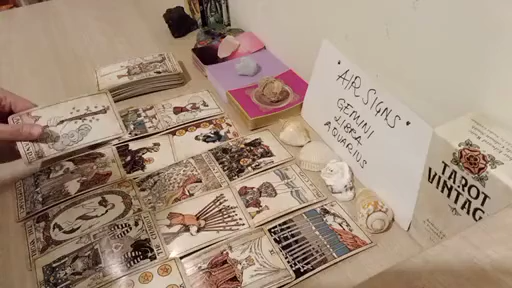 AIR SIGNS
GEMINI
LIBRA
AQUARIUS
TAROT
VINTAG